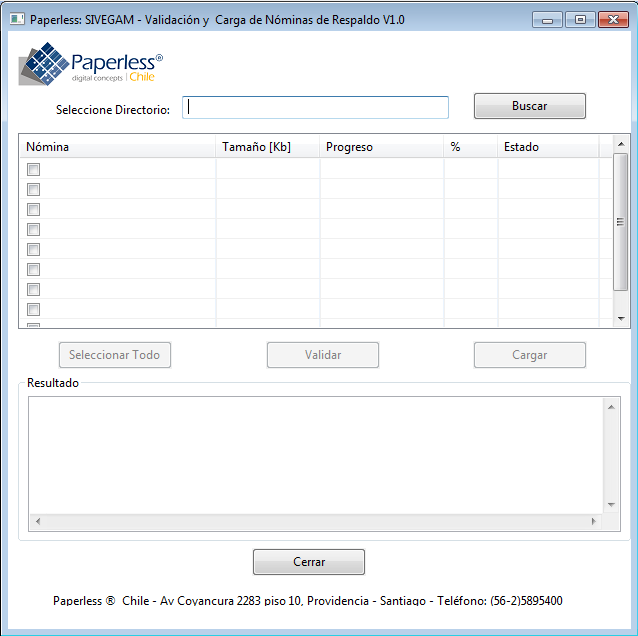 Paperless: SIVEGAM - Validación y  Carga de Nóminas de Respaldo V1.0
Paperless®
digital concepts | Chile
Seleccione Directorio:
Buscar
Nómina Tamaño [Kb] Progreso % Estado
Seleccionar Todo Validar Cargar
Resultado
Cerrar
Paperless ®  Chile - Av Coyancura 2283 piso 10, Providencia - Santiago - Teléfono: (56-2)5895400